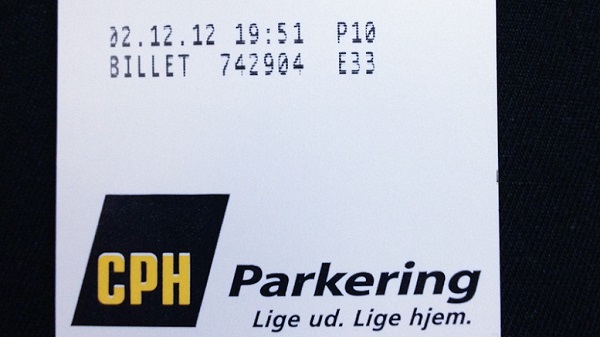 02.12.12 19:51 P10
BILLET 742904 E33
CPH
Parkering
Lige ud. Lige hjem.